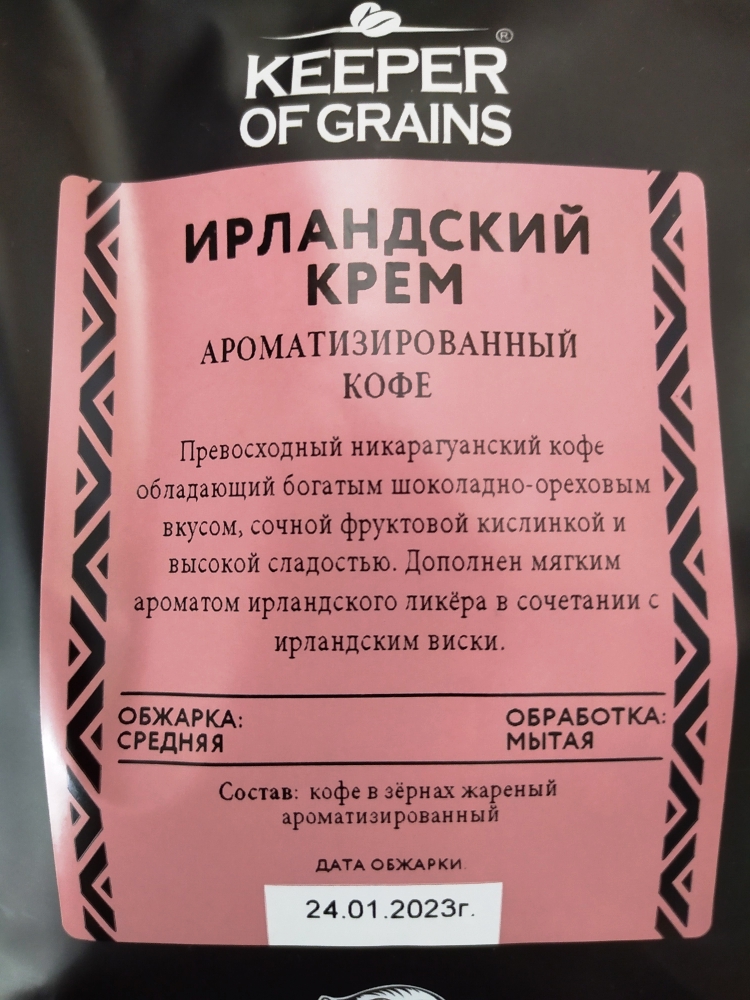 KEEPER
®
OF GRAINS
ИРЛАНДСКИЙ
КРЕМ
АРОМАТИЗИРОВАННЫЙ
КОФЕ
Превосходный никарагуанский кофе
обладающий богатым шоколадно-ореховым
вкусом, сочной фруктовой кислинкой и
высокой сладостью. Дополнен мягким
ароматом ирландского ликёра в сочетании с
ирландским виски.
ОБЖАРКА:
СРЕДНЯЯ
ОБРАБОТКА:
МЫТАЯ
Состав: кофе в зёрнах жареный
ароматизированный
ДАТА ОБЖАРКИ
24.01.2023г.